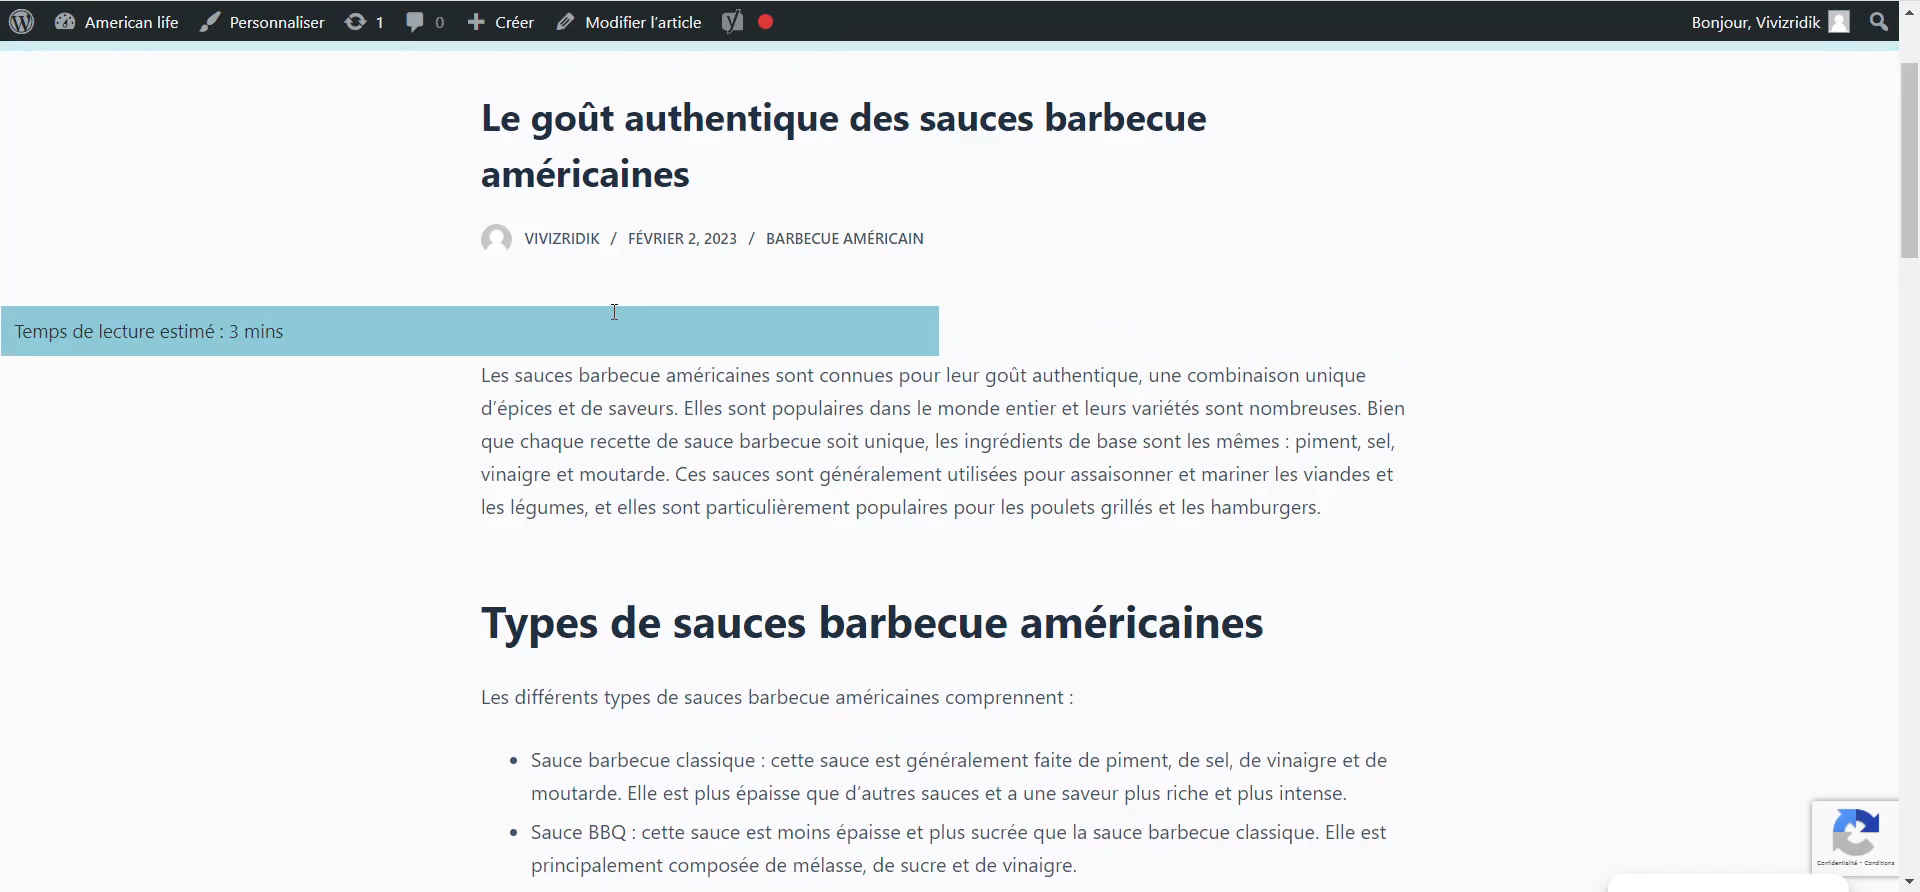 American life Personnaliser 1 0 Créer Modifier l'article Bonjour, Vivizridik
Le goût authentique des sauces barbecue
américaines
VIVIZRIDIK / FÉVRIER 2, 2023 / BARBECUE AMÉRICAIN
Temps de lecture estimé : 3 mins
Les sauces barbecue américaines sont connues pour leur goût authentique, une combinaison unique
d’épices et de saveurs. Elles sont populaires dans le monde entier et leurs variétés sont nombreuses. Bien
que chaque recette de sauce barbecue soit unique, les ingrédients de base sont les mêmes : piment, sel,
vinaigre et moutarde. Ces sauces sont généralement utilisées pour assaisonner et mariner les viandes et
les légumes, et elles sont particulièrement populaires pour les poulets grillés et les hamburgers.
Types de sauces barbecue américaines
Les différents types de sauces barbecue américaines comprennent :
• Sauce barbecue classique : cette sauce est généralement faite de piment, de sel, de vinaigre et de
moutarde. Elle est plus épaisse que d’autres sauces et a une saveur plus riche et plus intense.
• Sauce BBQ : cette sauce est moins épaisse et plus sucrée que la sauce barbecue classique. Elle est
principalement composée de mélasse, de sucre et de vinaigre.
Confidentialité - Conditions